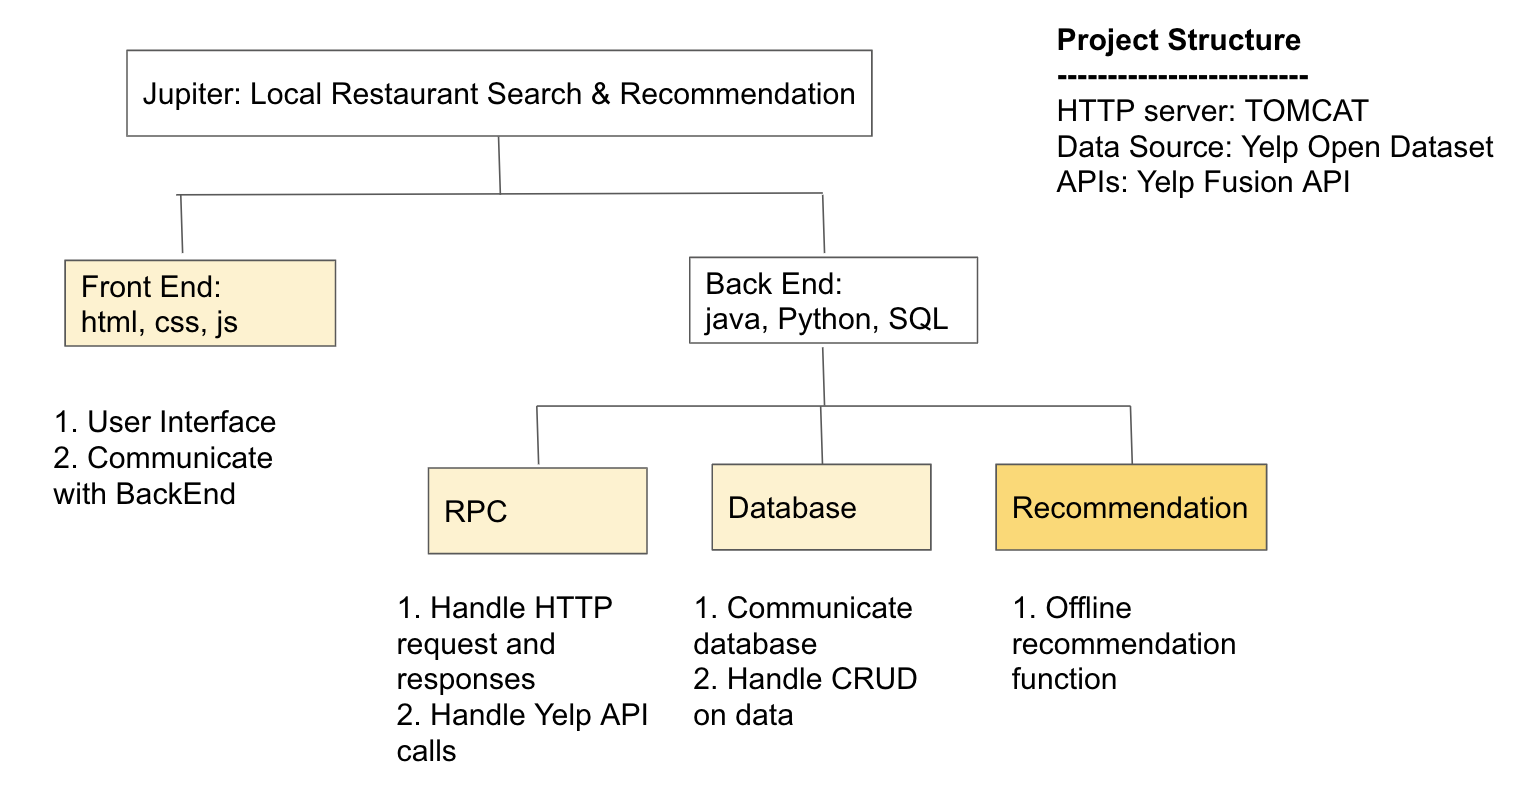 Project Structure
-------------------------
HTTP server: TOMCAT
Data Source: Yelp Open Dataset
APIs: Yelp Fusion API
Jupiter: Local Restaurant Search & Recommendation
Front End:
html, css, js
Back End:
java, Python, SQL
1. User Interface
2. Communicate
with BackEnd
RPC
Database
Recommendation
1. Handle HTTP
request and
responses
2. Handle Yelp API
calls
1. Communicate
database
2. Handle CRUD
on data
1. Offline
recommendation
function